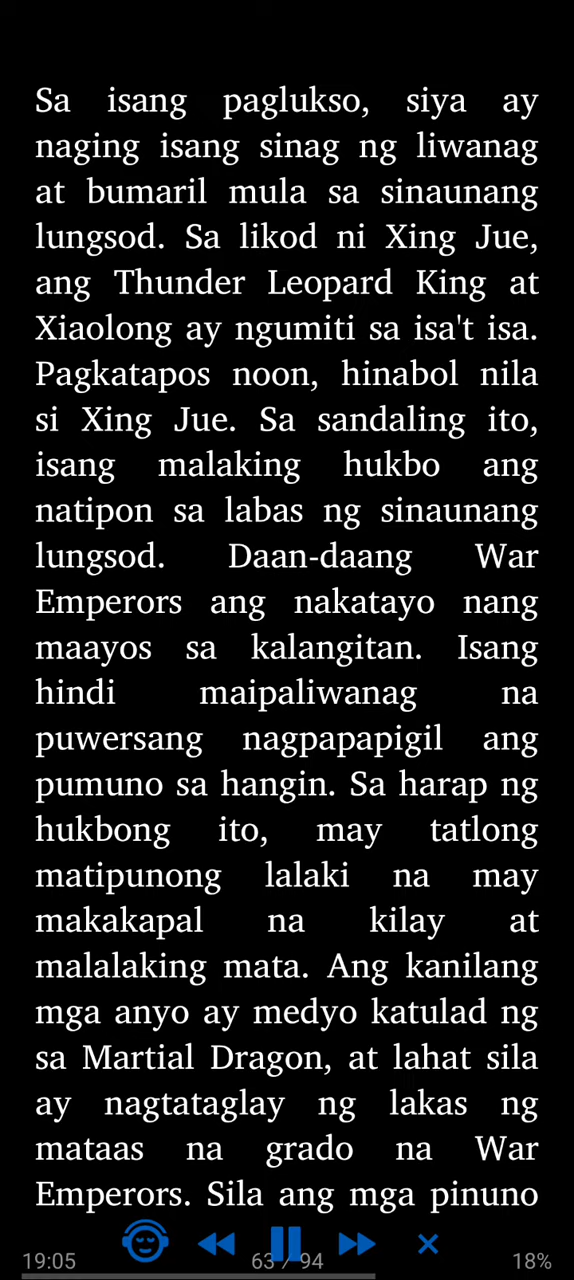 Sa isang paglukso, siya ay
naging isang sinag ng liwanag
at bumaril mula sa sinaunang
lungsod. Sa likod ni Xing Jue,
ang Thunder Leopard King at
Xiaolong ay ngumiti sa isa't isa.
Pagkatapos noon, hinabol nila
si Xing Jue. Sa sandaling ito,
isang malaking hukbo ang
natipon sa labas ng sinaunang
lungsod. Daan-daang War
Emperors ang nakatayo nang
maayos sa kalangitan. Isang
hindi maipaliwanag na
puwersang nagpapapigil ang
pumuno sa hangin. Sa harap ng
hukbong ito, may tatlong
matipunong lalaki na may
makakapal na kilay at
malalaking mata. Ang kanilang
mga anyo ay medyo katulad ng
sa Martial Dragon, at lahat sila
ay nagtataglay ng lakas ng
mataas na grado na War
Emperors. Sila ang mga pinuno
19:05 63 / 94 18%